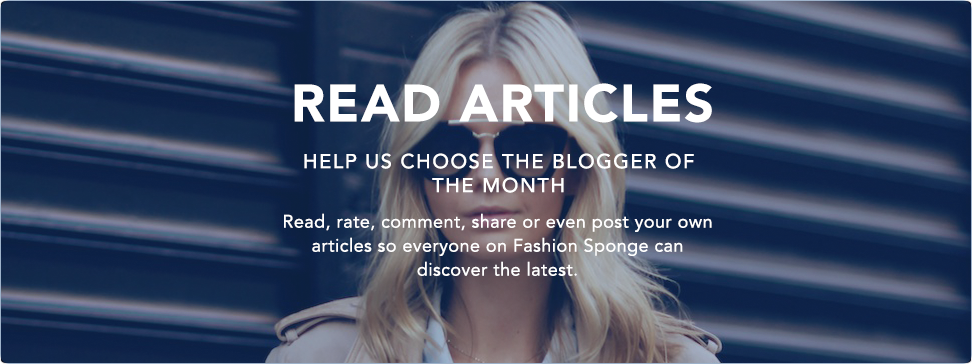 READ ARTICLES
HELP US CHOOSE THE BLOGGER OF
THE MONTH
Read, rate, comment, share or even post your own
articles so everyone on Fashion Sponge can
discover the latest.